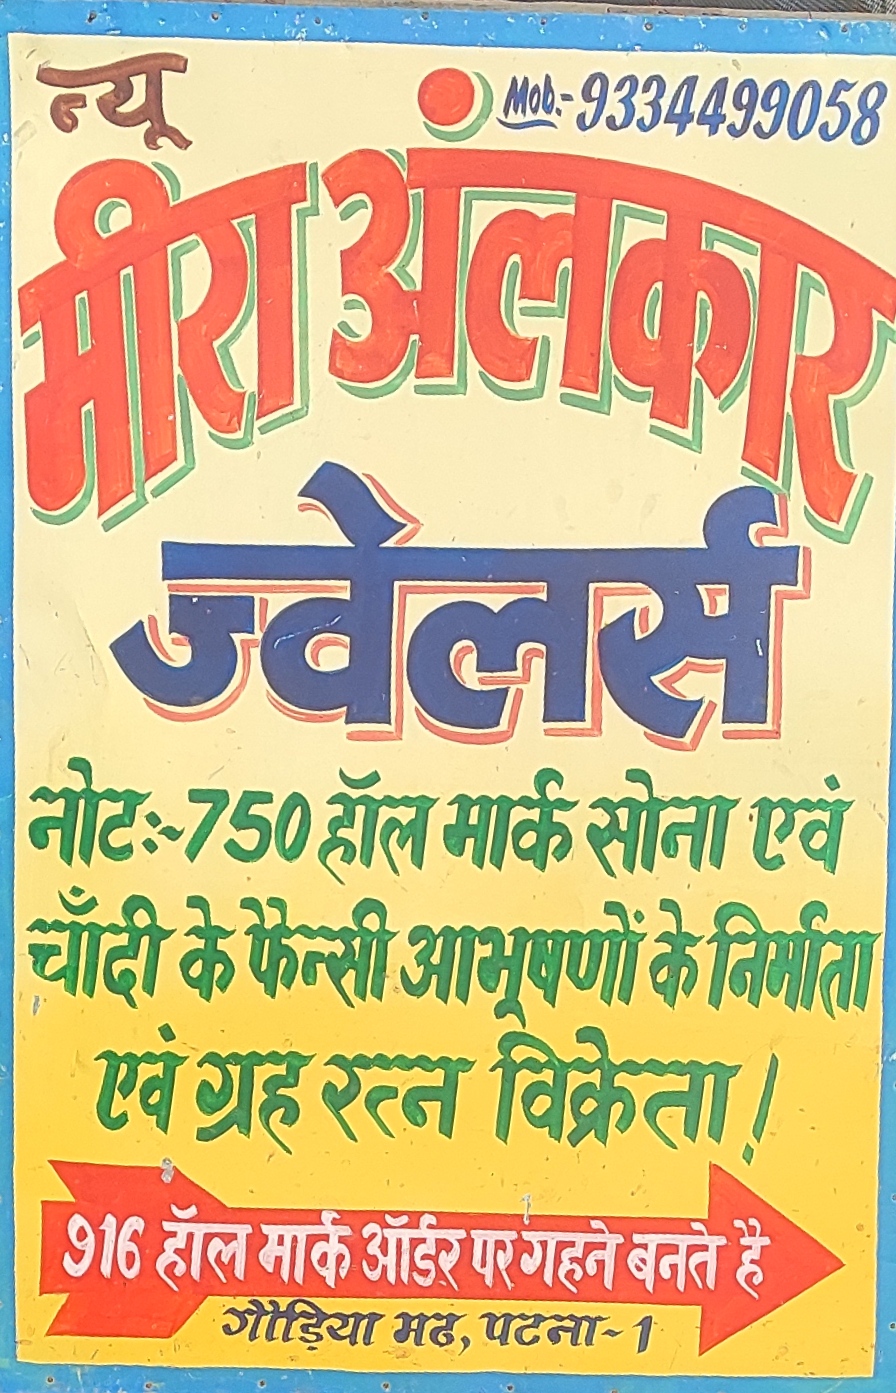 न्यू
Mob.- 9334499058
मीरा अलंकार
ज्वेलर्स
नोटः-750 हॉल मार्क सोना एवं
चाँदी के फैन्सी आभूषणों के निर्माता
एवं ग्रह रत्न विक्रेता!
916 हॉल मार्क ऑर्डर पर गहने बनते है
गौड़िया मठ, पटना-1